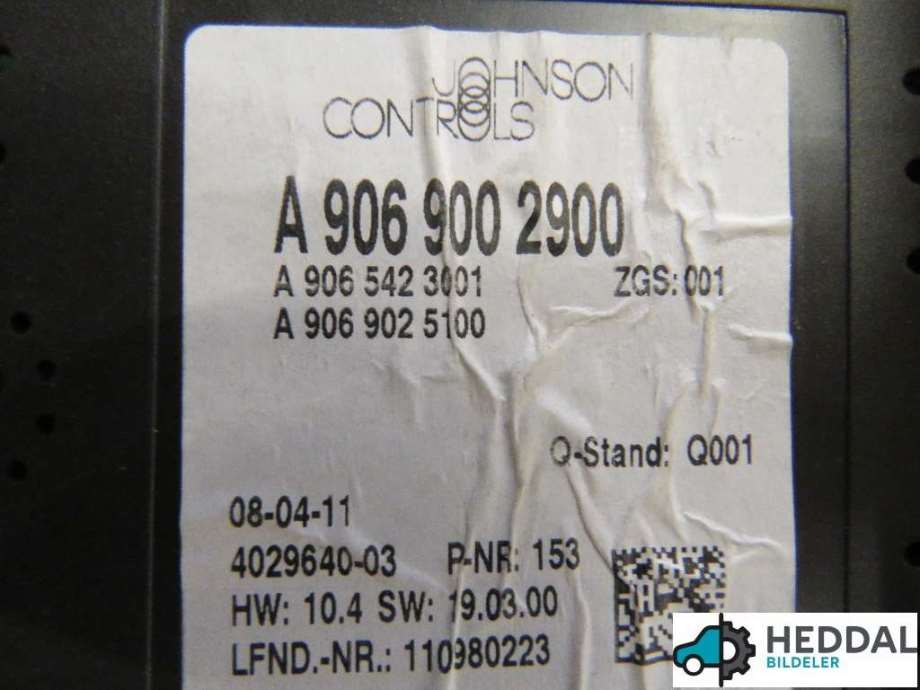 JOHNSON
CONTROLS
A 906 900 2900
A 906 542 3001 ZGS: 001
A 906 902 5100
Q-Stand: Q001
08-04-11
4029640-03 P-NR: 153
HW: 10.4 SW: 19.03.00
LFND.-NR.: 110980223
HEDDAL
BILDELER